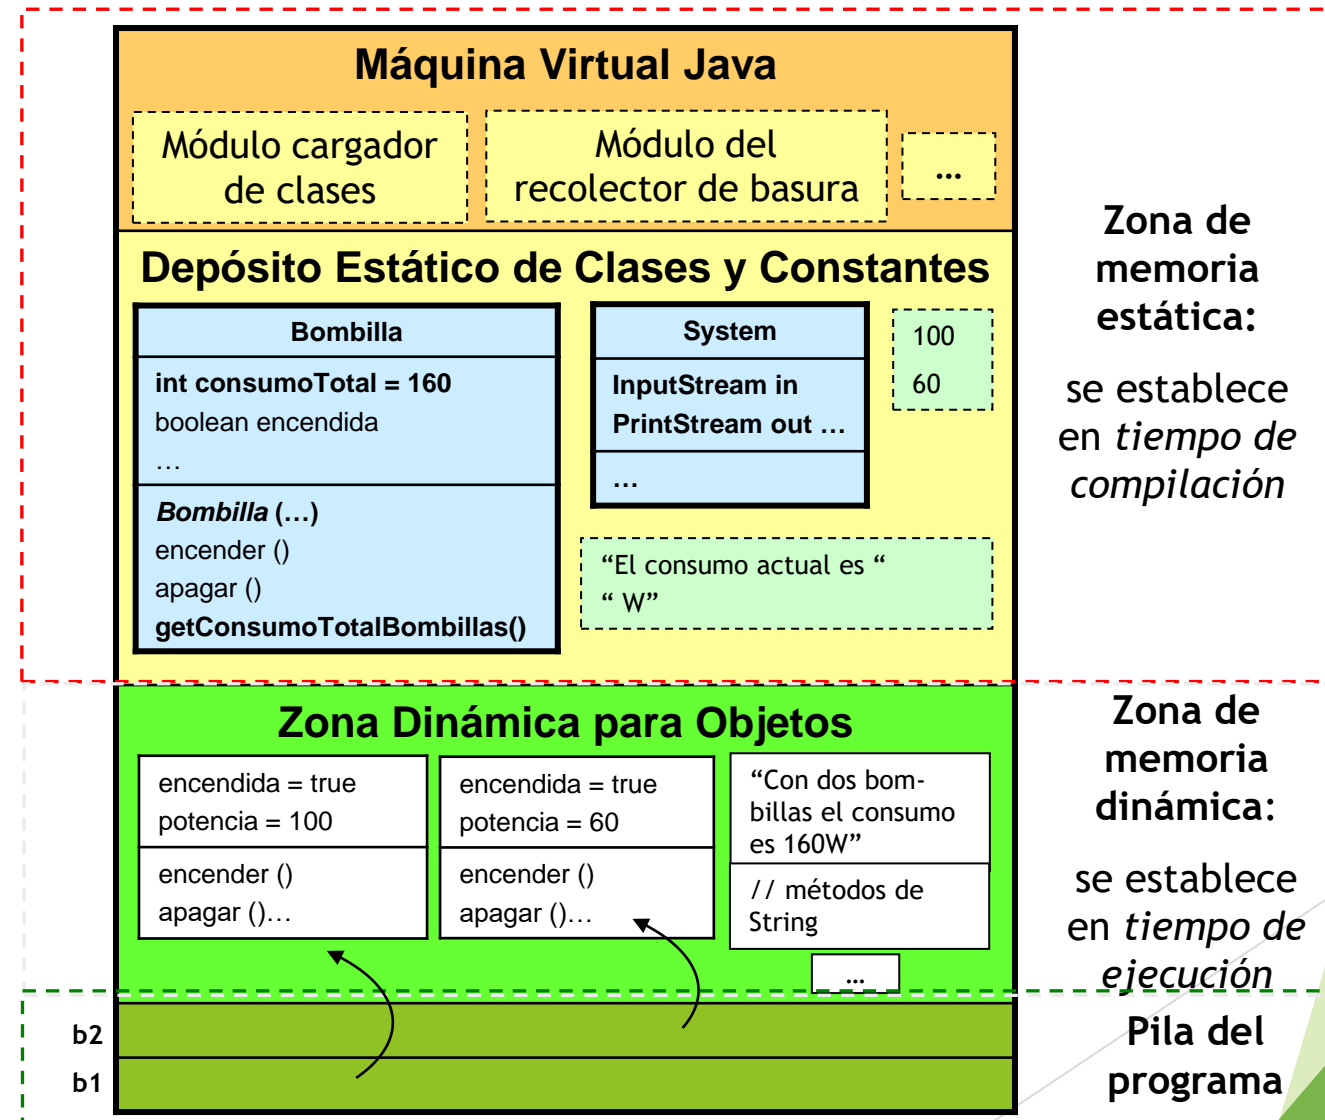 Máquina Virtual Java
Módulo cargador
de clases
Módulo del
recolector de basura
...
Depósito Estático de Clases y Constantes
Bombilla
int consumoTotal = 160
boolean encendida
…
Bombilla (…)
encender ()
apagar ()
getConsumoTotalBombillas()
System
InputStream in
PrintStream out …
…
100
60
“El consumo actual es “
“ W”
Zona de
memoria
estática:
se establece
en tiempo de
compilación
Zona Dinámica para Objetos
encendida = true
potencia = 100
encender ()
apagar ()…
encendida = true
potencia = 60
encender ()
apagar ()…
“Con dos bom-
billas el consumo
es 160W”
// métodos de
String
...
Zona de
memoria
dinámica:
se establece
en tiempo de
ejecución
b2
b1
Pila del
programa